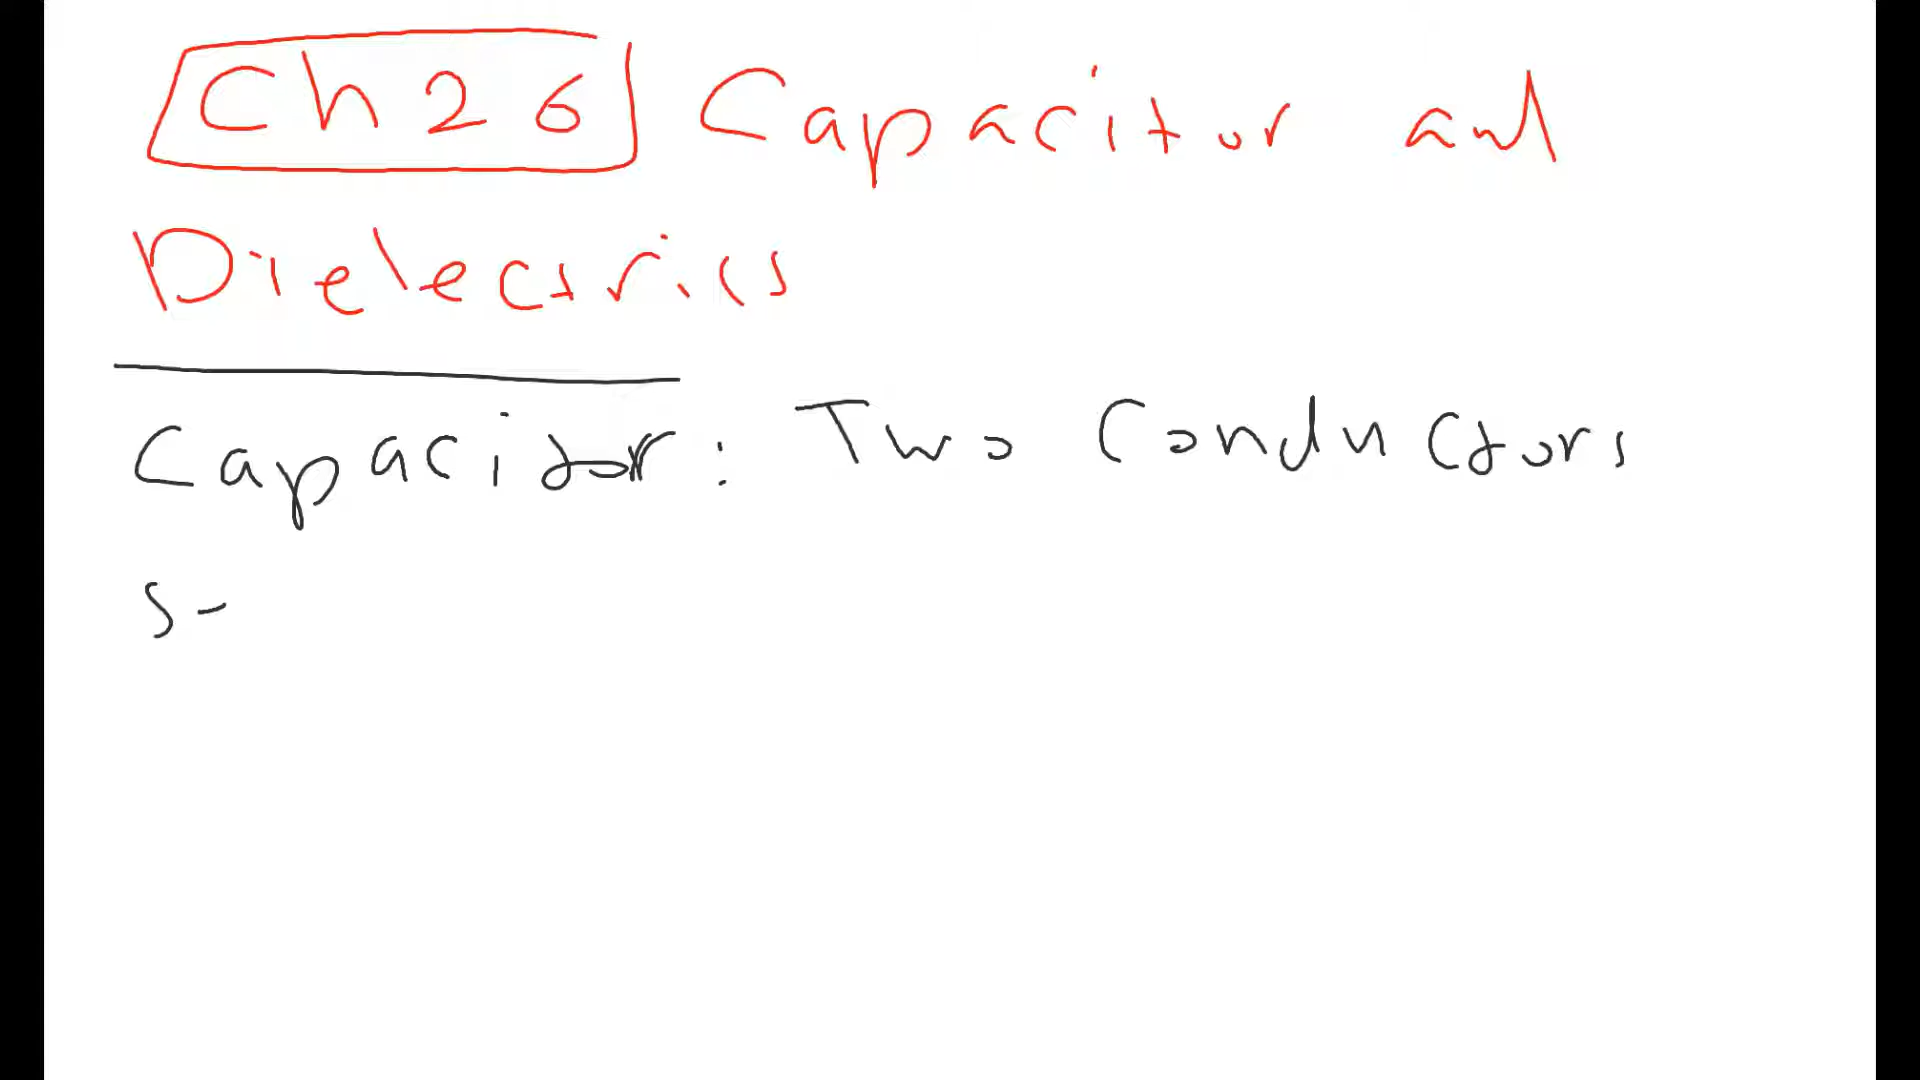 Ch 26 Capacitor and
Dielectrics
Capacitor: Two Conductors
s